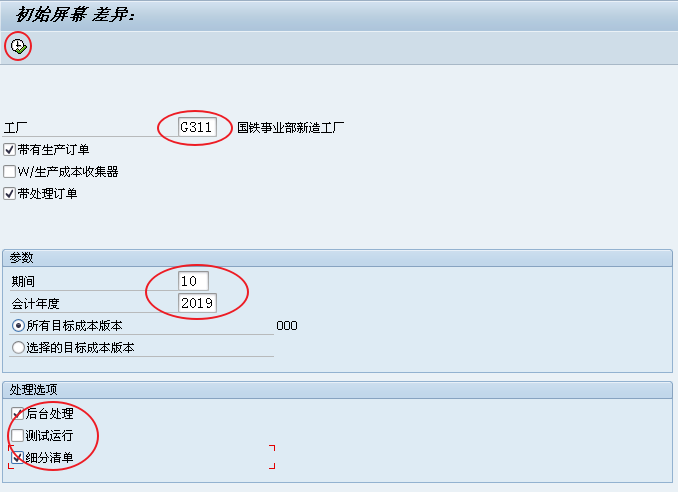 初始屏幕 差异：
工厂 G311 国铁事业部新造工厂
带有生产订单
W/生产成本收集器
带处理订单
参数
期间 10
会计年度 2019
所有目标成本版本 000
选择的目标成本版本
处理选项
后台处理
测试运行
细分清单